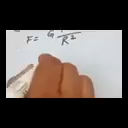 F = G / R²